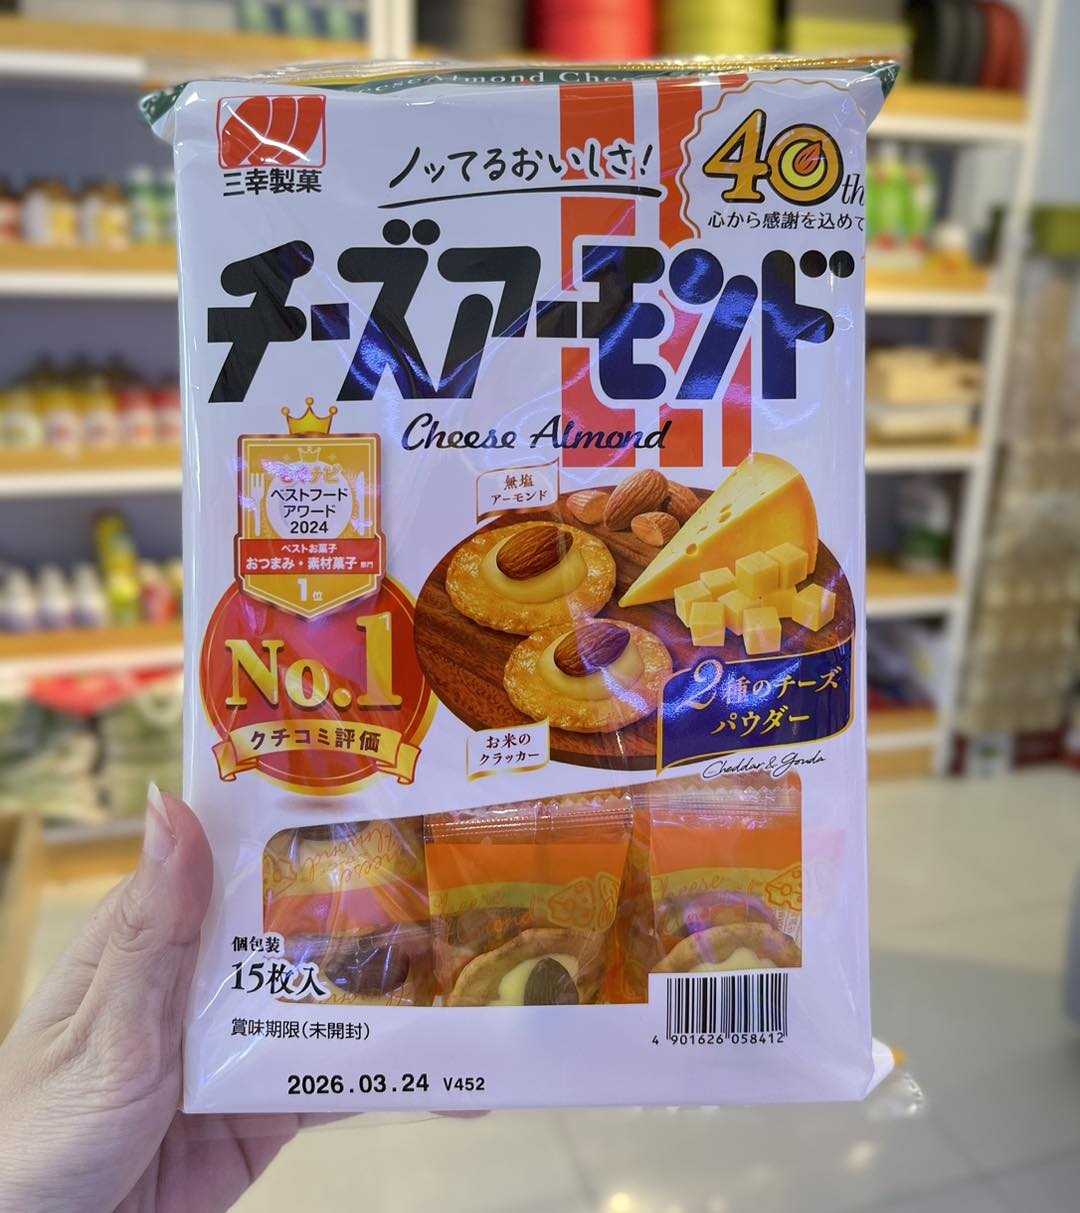 三幸製菓
ノッてるおいしさ!
40th
心から感謝を込めて
チーズアーモンド
Cheese Almond
ベストフード
アワード
2024
ベストお菓子
おつまみ・素材菓子 部門
1位
No.1
クチコミ評価
無塩
アーモンド
お米の
クラッカー
2種のチーズ
パウダー
Cheddar & Gouda
個包装
15枚入
賞味期限(未開封)
2026.03.24 V452
4 901626 058412